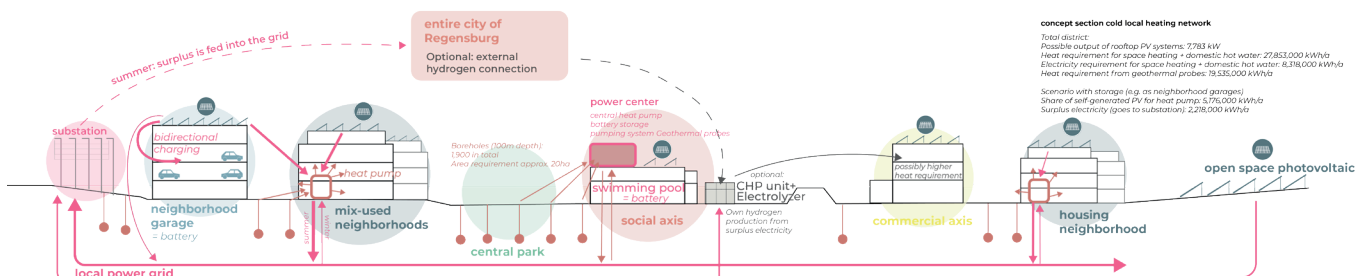 concept section cold local heating network
Total district:
Possible output of rooftop PV systems: 7,783 kW
Heat requirement for space heating + domestic hot water: 27,853,000 kWh/a
Electricity requirement for space heating + domestic hot water: 8,318,000 kWh/a
Heat requirement from geothermal probes: 19,535,000 kWh/a
Scenario with storage (e.g. as neighborhood garages)
Share of self-generated PV for heat pump: 5,176,000 kWh/a
Surplus electricity (goes to substation): 2,218,000 kWh/a
entire city of
Regensburg
Optional: external
hydrogen connection
summer: surplus is fed into the grid
substation
bidirectional
charging
neighborhood
garage
= battery
heat pump
summer
winter
mix-used
neighborhoods
Boreholes (100m depth):
1,900 in total
Area requirement approx. 20ha
central park
power center
central heat pump
battery storage
pumping system Geothermal probes
swimming pool
= battery
social axis
optional:
CHP unit+
Electrolyzer
Own hydrogen
production from
surplus electricity
possibly higher
heat requirement
commercial axis
housing
neighborhood
open space photovoltaic
local power grid